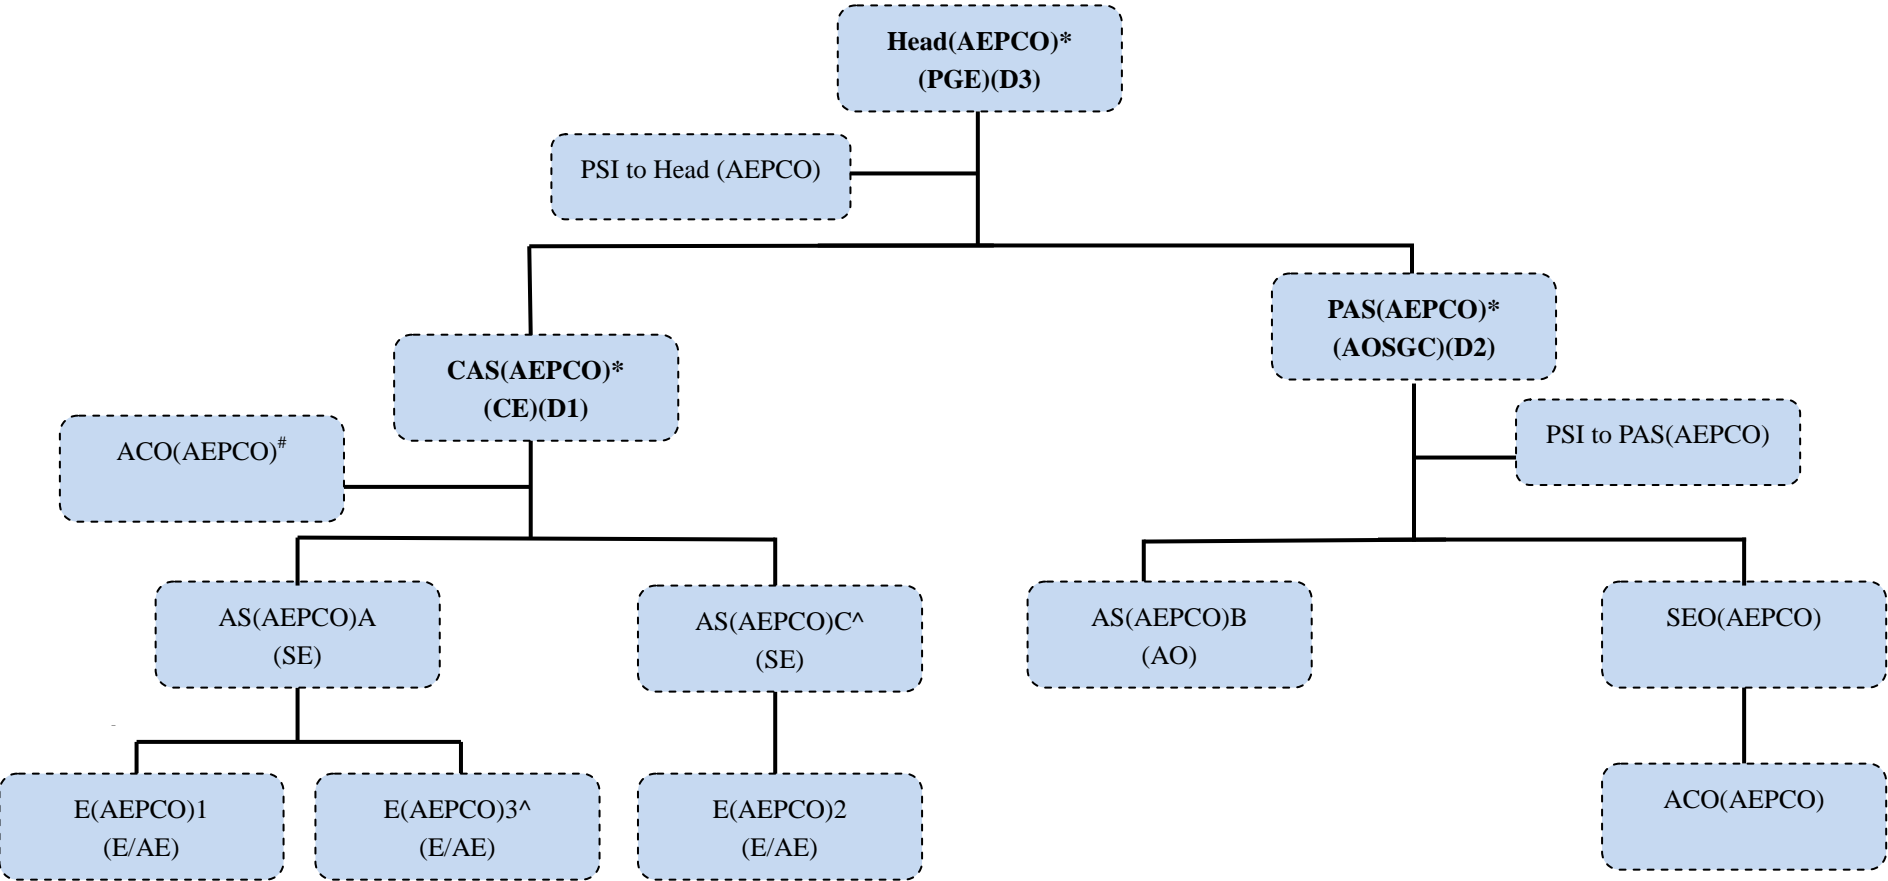 Head(AEPCO)*
(PGE)(D3)
PSI to Head (AEPCO)
PAS(AEPCO)*
(AOSGC)(D2)
CAS(AEPCO)*
(CE)(D1)
PSI to PAS(AEPCO)
ACO(AEPCO)#
AS(AEPCO)A
(SE)
AS(AEPCO)C^
(SE)
AS(AEPCO)B
(AO)
SEO(AEPCO)
E(AEPCO)1
(E/AE)
E(AEPCO)3^
(E/AE)
E(AEPCO)2
(E/AE)
ACO(AEPCO)